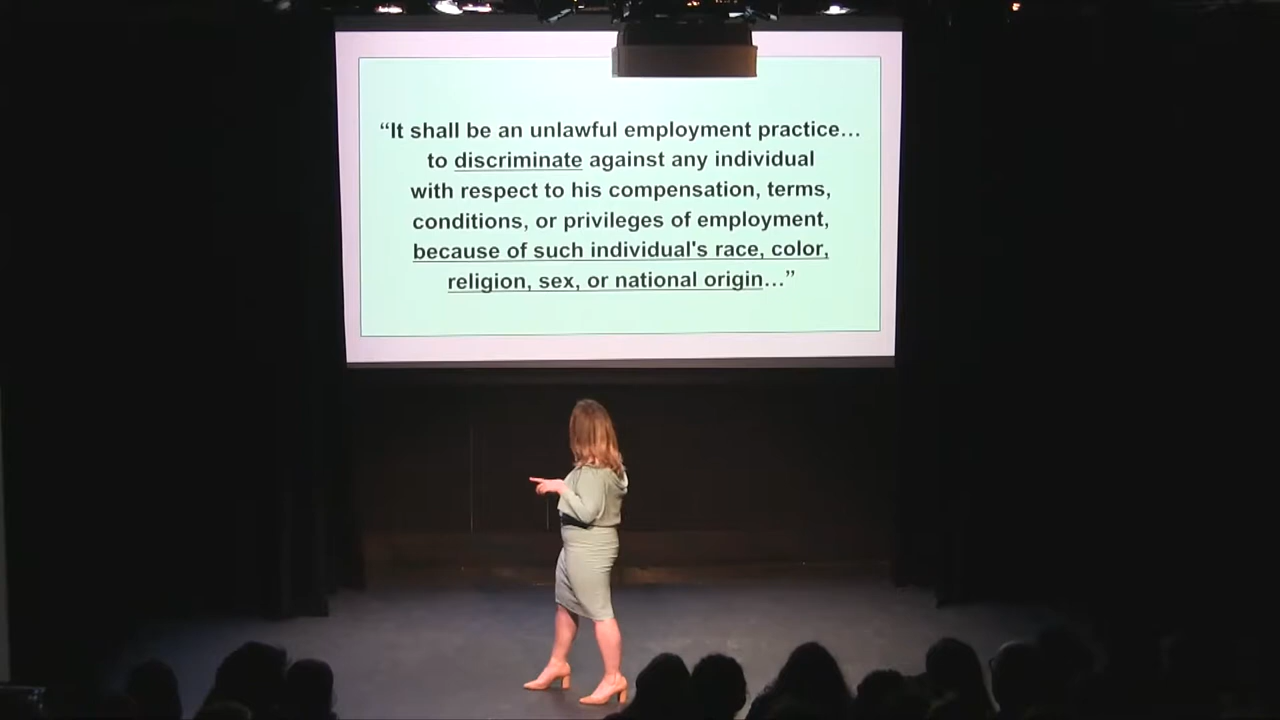 “It shall be an unlawful employment practice…
to discriminate against any individual
with respect to his compensation, terms,
conditions, or privileges of employment,
because of such individual's race, color,
religion, sex, or national origin…”